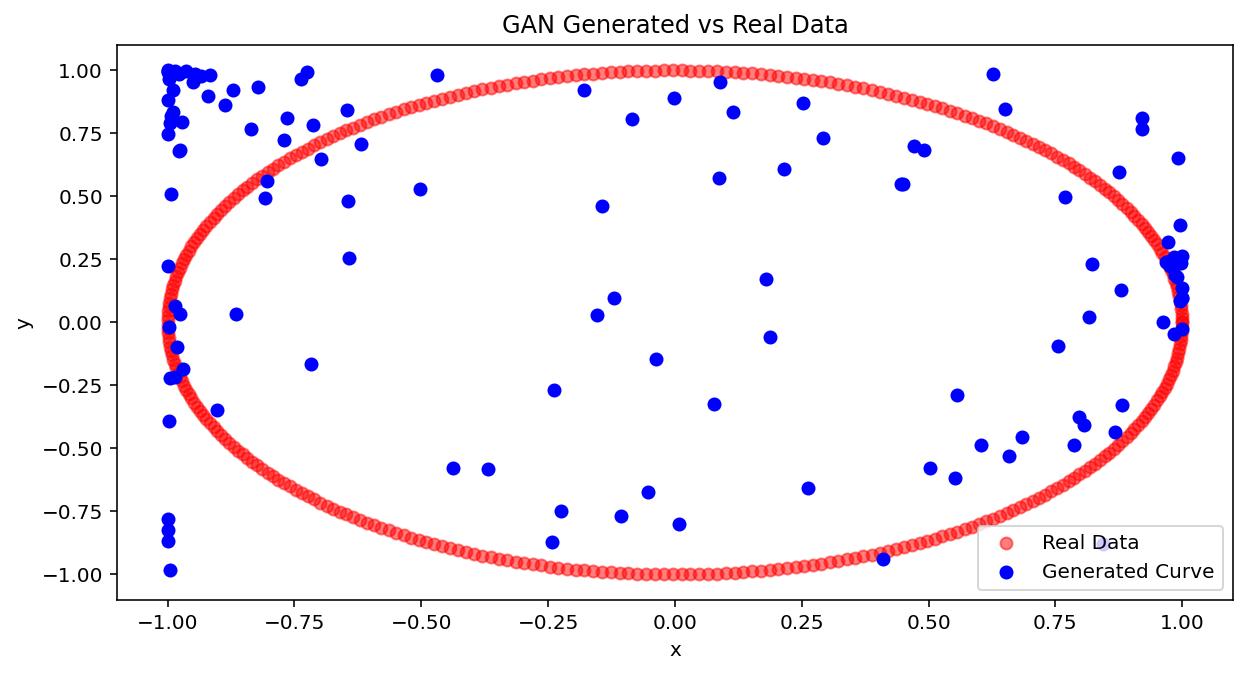 GAN Generated vs Real Data
1.00
0.75
0.50
0.25
0.00
−0.25
−0.50
−0.75
−1.00
y
Real Data
Generated Curve
−1.00 −0.75 −0.50 −0.25 0.00 0.25 0.50 0.75 1.00
x